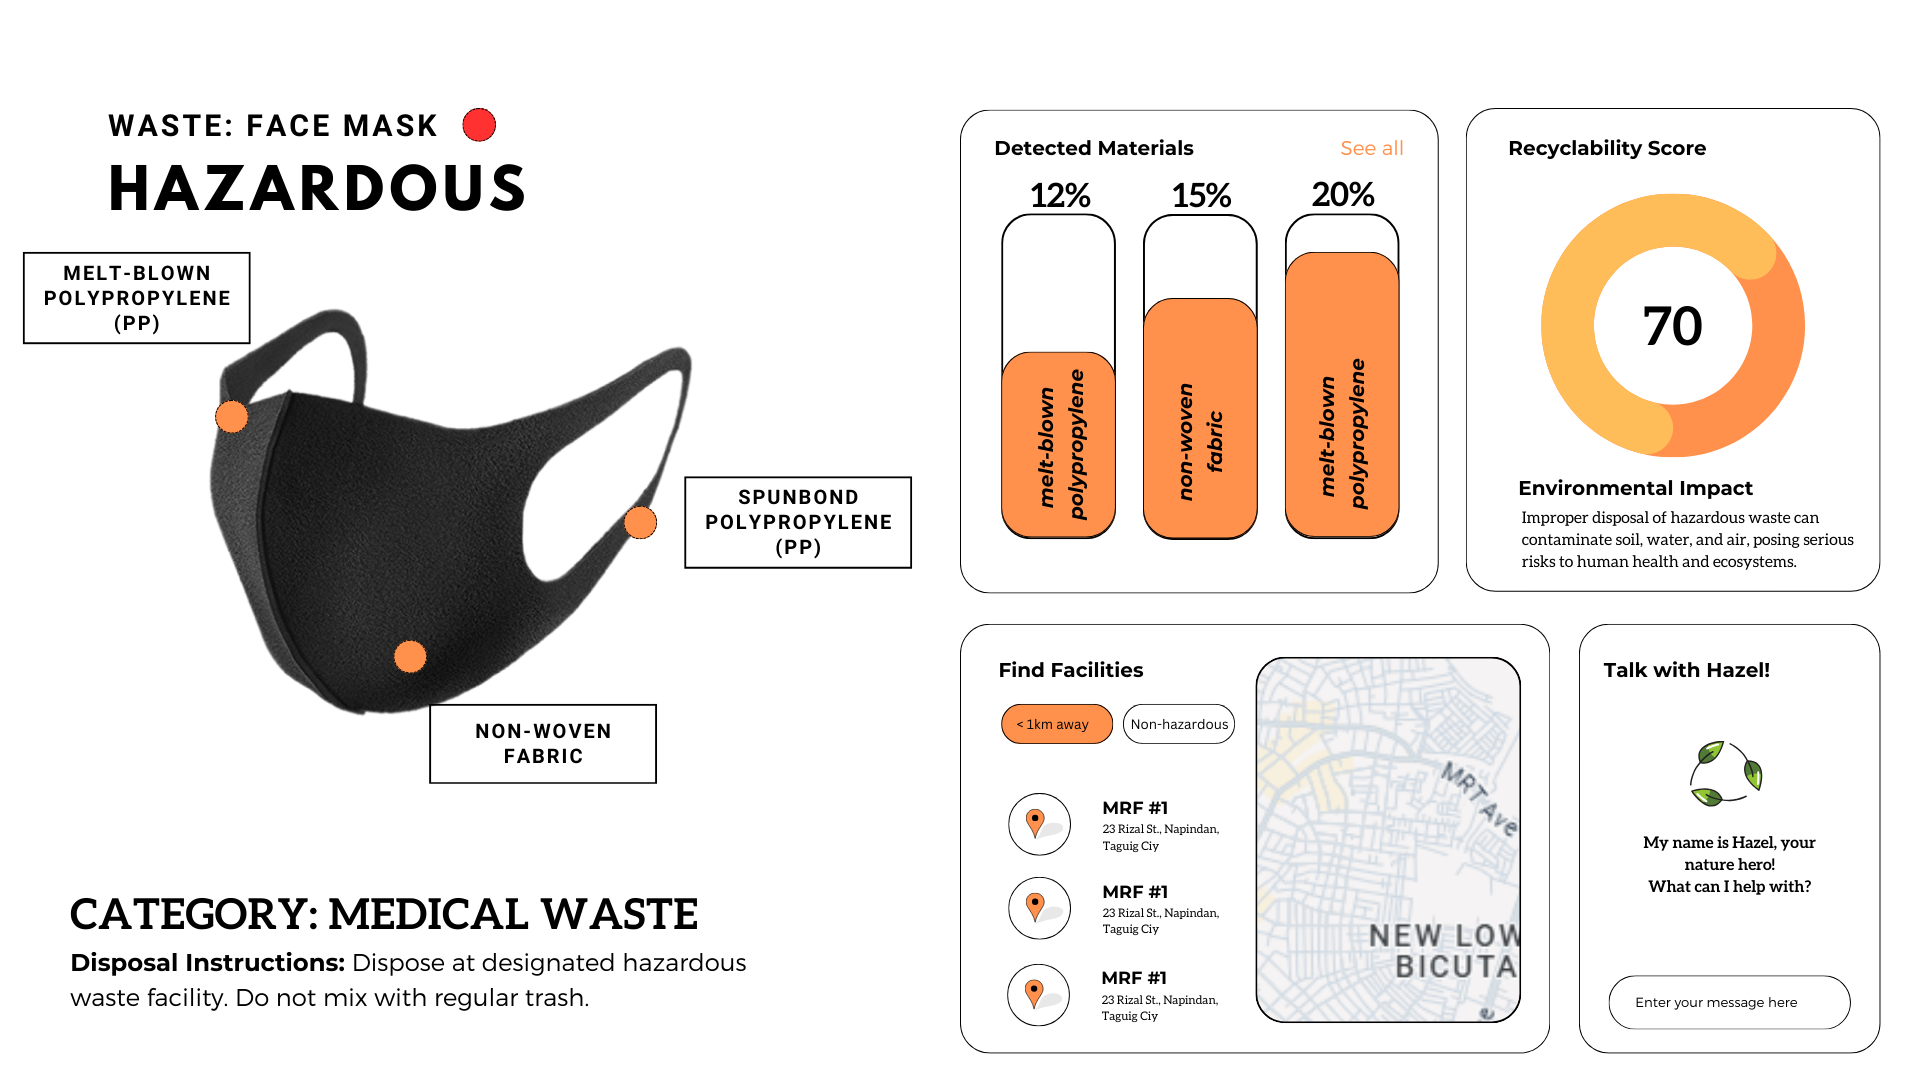 WASTE: FACE MASK
HAZARDOUS
MELT-BLOWN
POLYPROPYLENE
(PP)
SPUNBOND
POLYPROPYLENE
(PP)
NON-WOVEN
FABRIC
CATEGORY: MEDICAL WASTE
Disposal Instructions: Dispose at designated hazardous
waste facility. Do not mix with regular trash.
Detected Materials
See all
12%
15%
20%
melt-blown
polypropylene
non-woven
fabric
melt-blown
polypropylene
Recyclability Score
70
Environmental Impact
Improper disposal of hazardous waste can
contaminate soil, water, and air, posing serious
risks to human health and ecosystems.
Find Facilities
< 1km away
Non-hazardous
MRF #1
23 Rizal St., Napindan,
Taguig Ciy
MRF #1
23 Rizal St., Napindan,
Taguig Ciy
MRF #1
23 Rizal St., Napindan,
Taguig Ciy
MRT Ave
NEW LOW
BICUTA
e
Talk with Hazel!
My name is Hazel, your
nature hero!
What can I help with?
Enter your message here